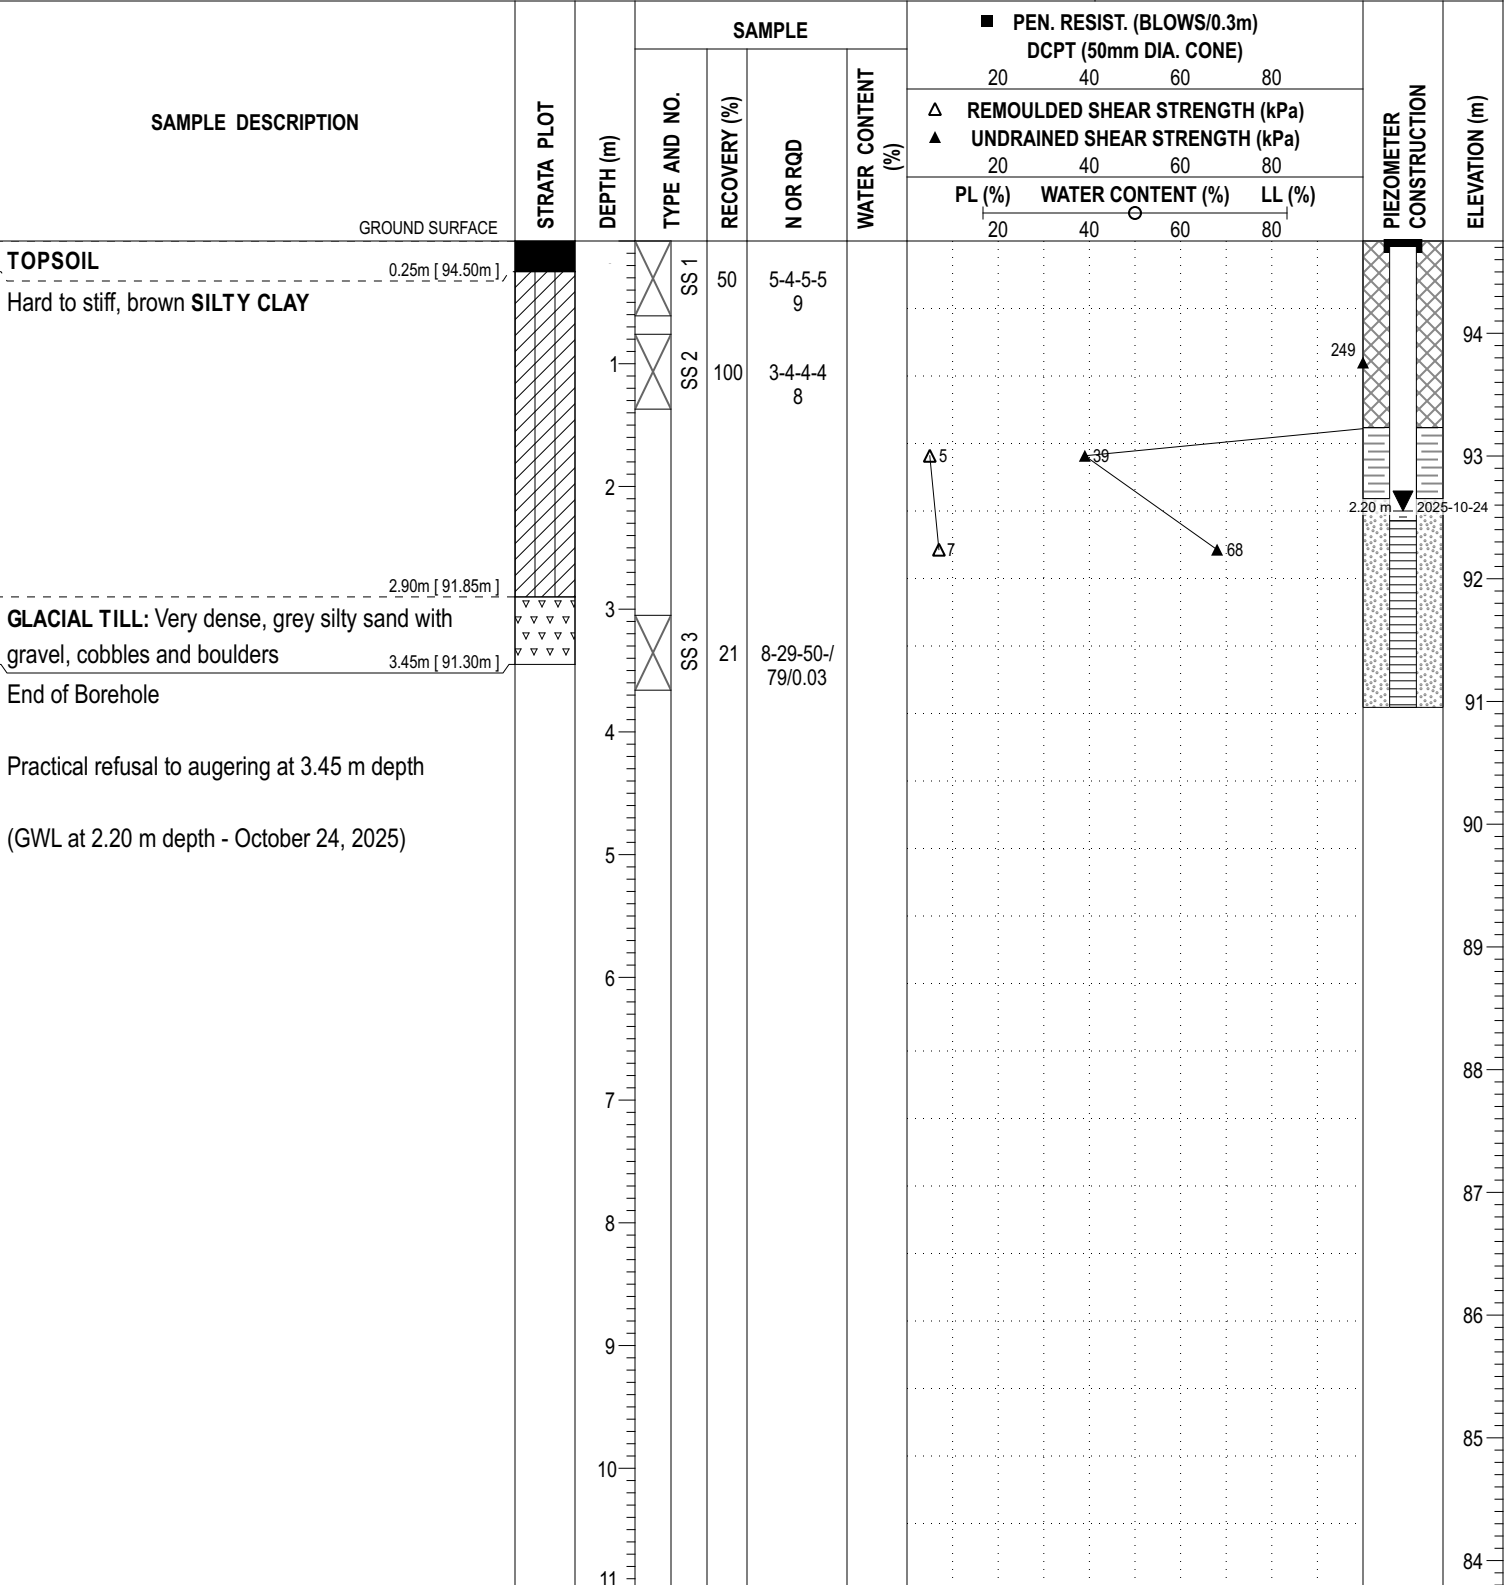 SAMPLE DESCRIPTION
GROUND SURFACE
STRATA PLOT
DEPTH (m)
SAMPLE
TYPE AND NO.
RECOVERY (%)
N OR RQD
WATER CONTENT
(%)
■ PEN. RESIST. (BLOWS/0.3m)
DCPT (50mm DIA. CONE)
20 40 60 80
△ REMOULDED SHEAR STRENGTH (kPa)
▲ UNDRAINED SHEAR STRENGTH (kPa)
20 40 60 80
PL (%) WATER CONTENT (%) LL (%)
20 40 60 80
PIEZOMETER
CONSTRUCTION
ELEVATION (m)
TOPSOIL
0.25m [ 94.50m ]
Hard to stiff, brown SILTY CLAY
2.90m [ 91.85m ]
GLACIAL TILL: Very dense, grey silty sand with
gravel, cobbles and boulders
3.45m [ 91.30m ]
End of Borehole
Practical refusal to augering at 3.45 m depth
(GWL at 2.20 m depth - October 24, 2025)
1
2
3
4
5
6
7
8
9
10
11
SS 1
50
5-4-5-5
9
SS 2
100
3-4-4-4
8
SS 3
21
8-29-50-/
79/0.03
249
5
39
7
68
2.20 m
2025-10-24
94
93
92
91
90
89
88
87
86
85
84